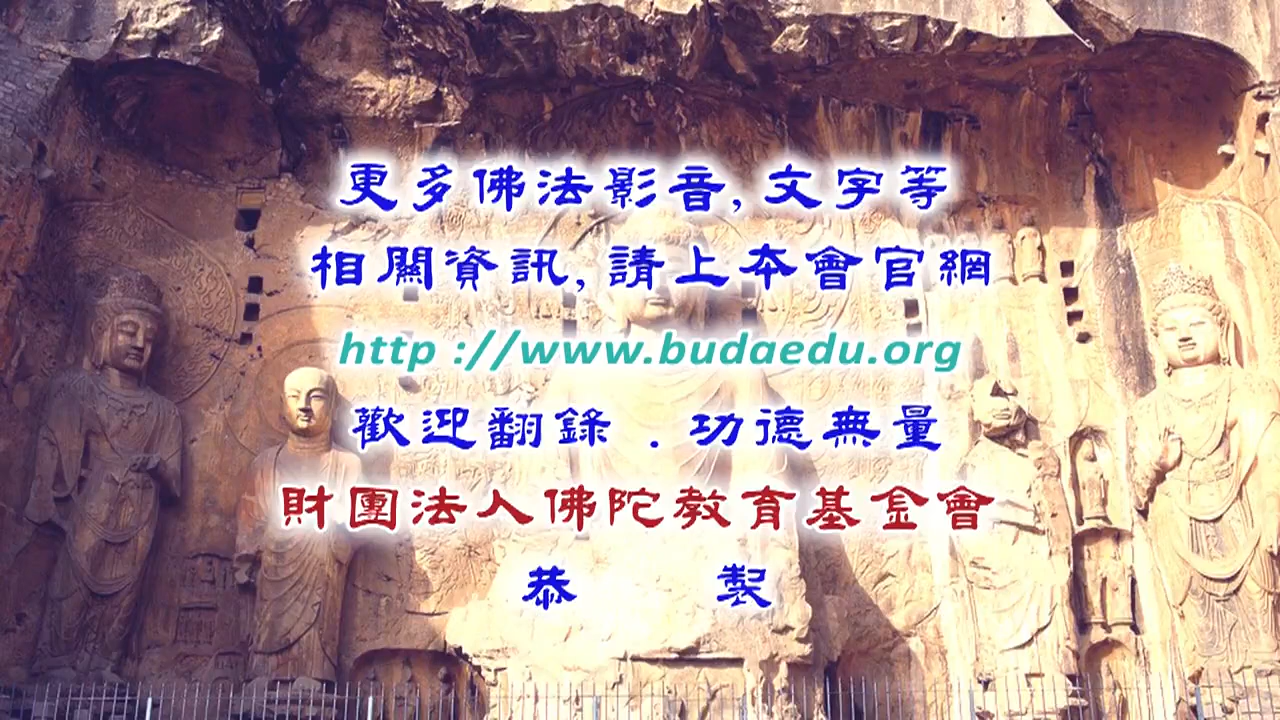 更多佛法影音,文字等
相關資訊,請上本會官網
http ://www.budaedu.org
歡迎翻錄 . 功德無量
財團法人佛陀教育基金會
恭 製